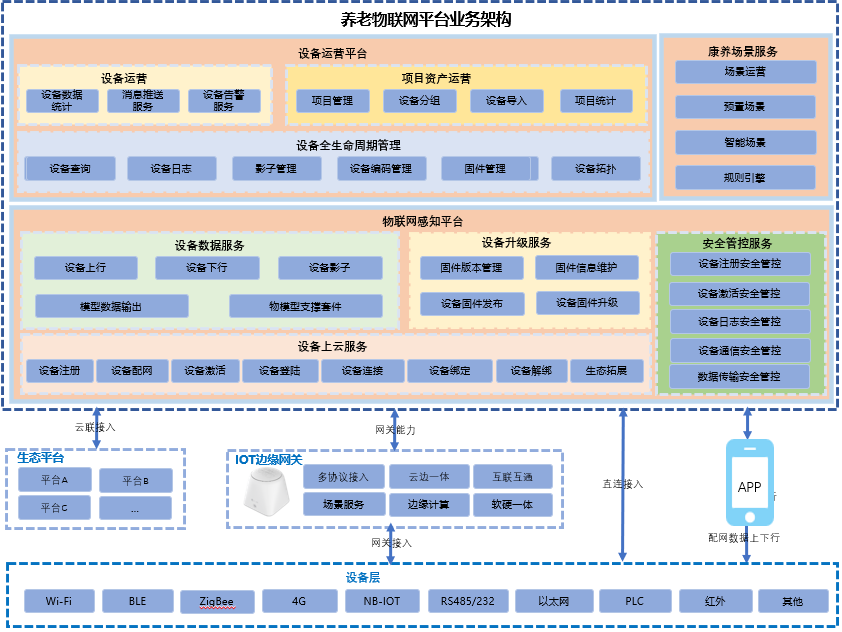 养老物联网平台业务架构
设备运营平台
设备运营
设备数据
统计
消息推送
服务
设备告警
服务
项目资产运营
项目管理
设备分组
设备导入
项目统计
设备全生命周期管理
设备查询
设备日志
影子管理
设备编码管理
固件管理
设备拓扑
康养场景服务
场景运营
预置场景
智能场景
规则引擎
物联网感知平台
设备数据服务
设备上行
设备下行
设备影子
模型数据输出
物模型支撑套件
设备升级服务
固件版本管理
固件信息维护
设备固件发布
设备固件升级
安全管控服务
设备注册安全管控
设备激活安全管控
设备日志安全管控
设备通信安全管控
数据传输安全管控
设备上云服务
设备注册
设备配网
设备激活
设备登陆
设备连接
设备绑定
设备解绑
生态拓展
云联接入
网关能力
直连接入
生态平台
平台A
平台B
平台C
...
IOT边缘网关
多协议接入
云边一体
互联互通
场景服务
边缘计算
软硬一体
网关接入
APP
行
配网数据上下行
设备层
Wi-Fi
BLE
ZigBee
4G
NB-IOT
RS485/232
以太网
PLC
红外
其他